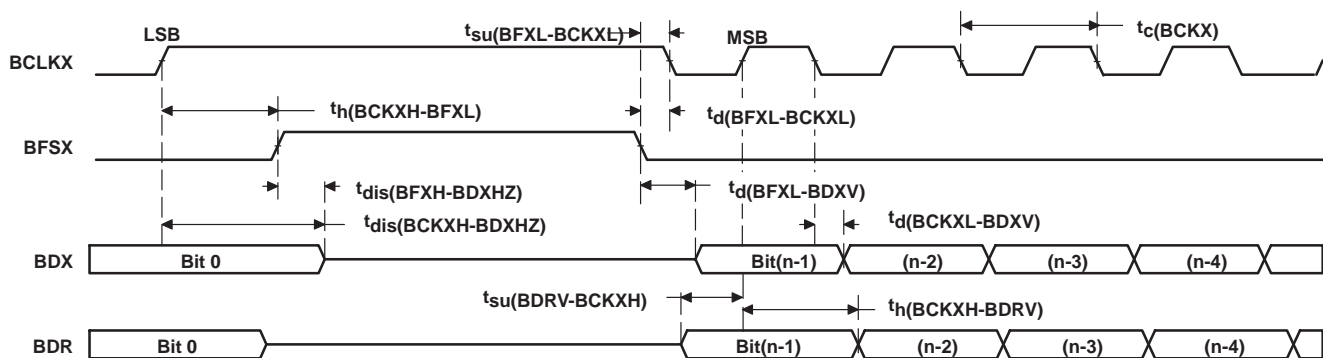 LSB
tsu(BFXL-BCKXL)
MSB
tc(BCKX)
BCLKX
th(BCKXH-BFXL)
td(BFXL-BCKXL)
BFSX
tdis(BFXH-BDXHZ)
td(BFXL-BDXV)
tdis(BCKXH-BDXHZ)
td(BCKXL-BDXV)
BDX Bit 0 Bit(n-1) (n-2) (n-3) (n-4)
tsu(BDRV-BCKXH)
th(BCKXH-BDRV)
BDR Bit 0 Bit(n-1) (n-2) (n-3) (n-4)